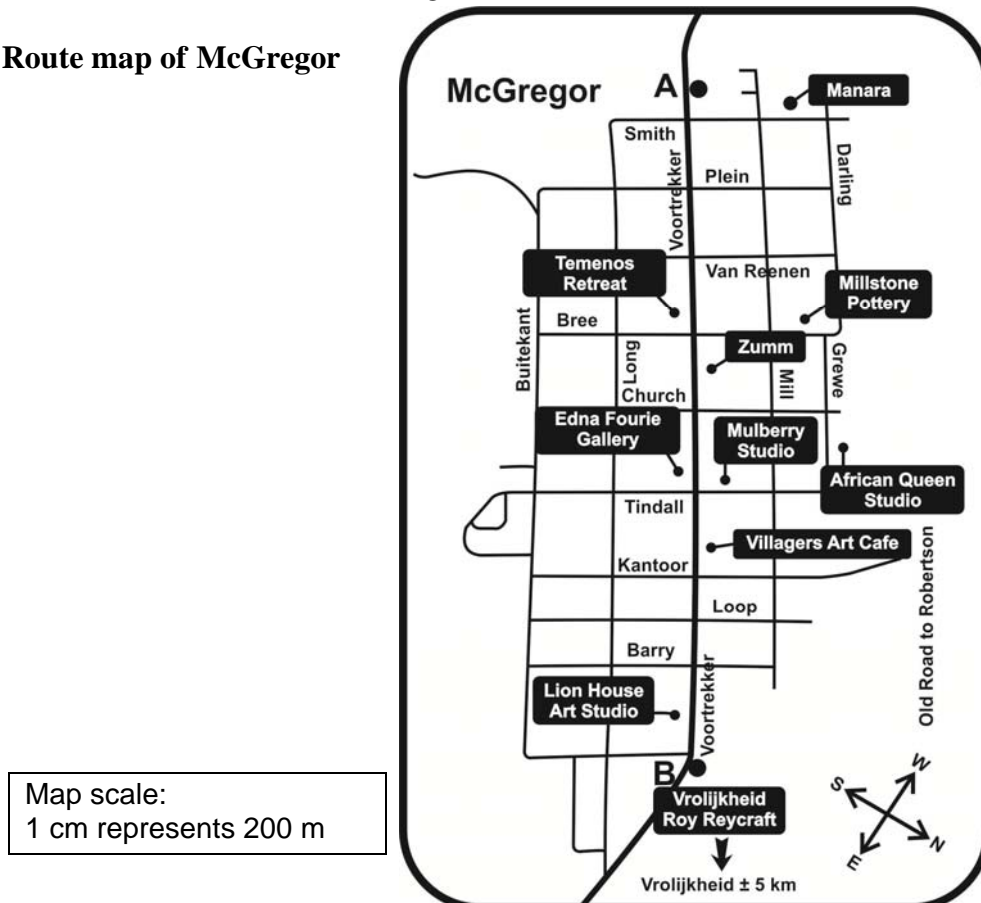 Route map of McGregor
McGregor
A
Manara
Smith
Voortrekker
Darling
Plein
Temenos
Retreat
Van Reenen
Millstone
Pottery
Buitekant
Bree
Long
Zumm
Mill
Grewe
Church
Edna Fourie
Gallery
Mulberry
Studio
African Queen
Studio
Tindall
Villagers Art Cafe
Kantoor
Loop
Old Road to Robertson
Barry
Voortrekker
Lion House
Art Studio
B
Vrolijkheid
Roy Reycraft
Vrolijkheid ± 5 km
W
S
N
E
Map scale:
1 cm represents 200 m